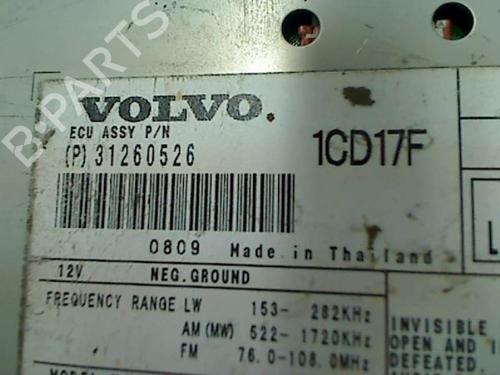 B-PARTS
VOLVO.
ECU ASSY P/N
(P) 31260526
1CD17F
0809 Made in Thailand
12V NEG.GROUND
FREQUENCY RANGE LW 153- 282KHz
AM (MW) 522- 1720KHz
FM 76.0-108.0MHz
INVISIBLE
OPEN AND
DEFEATED.